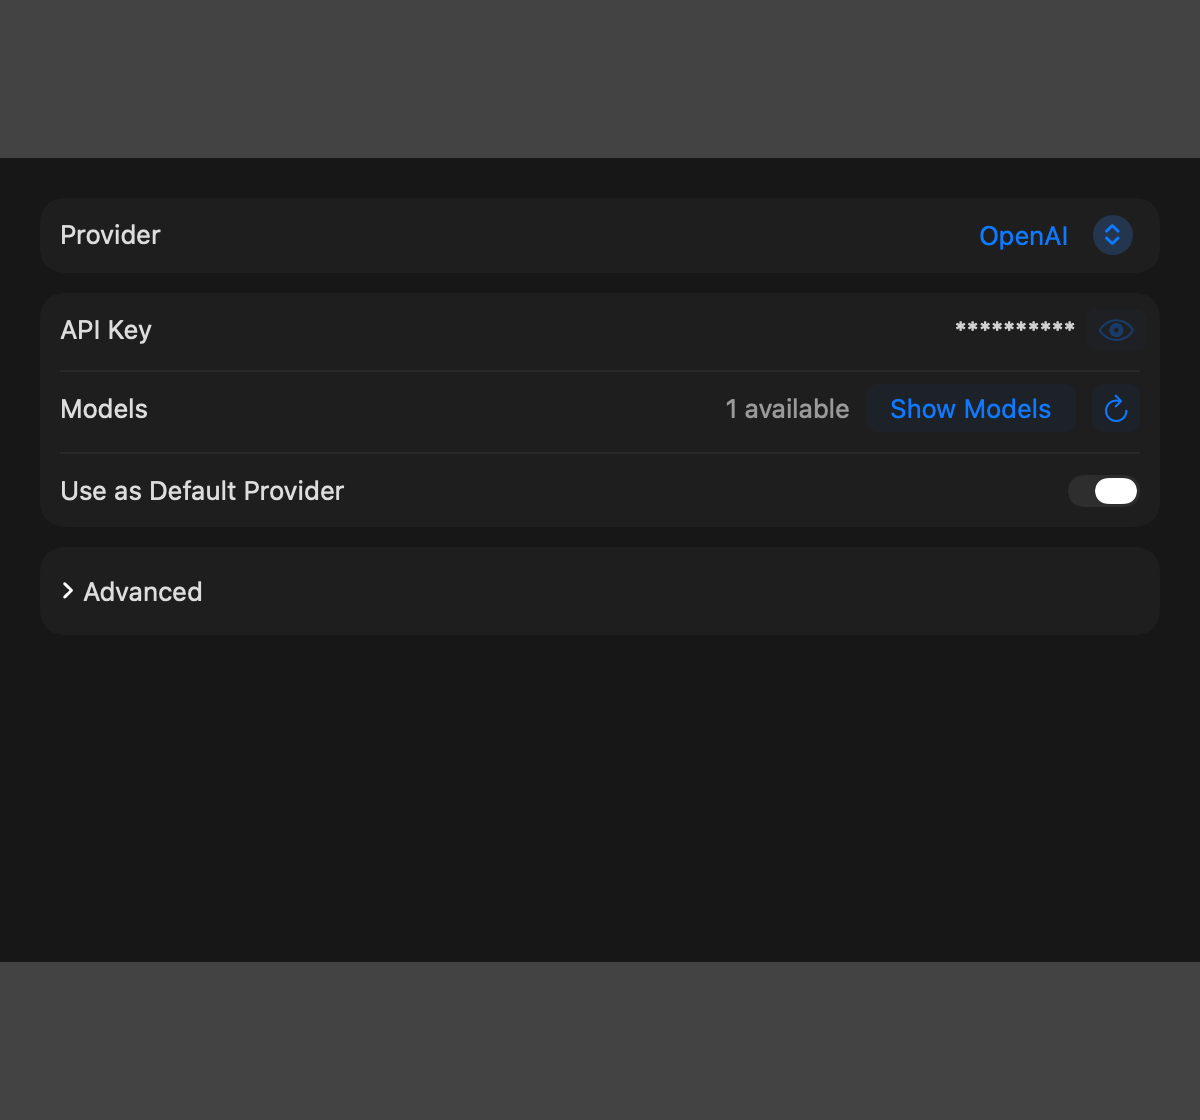 Provider OpenAI
API Key **********
Models 1 available Show Models
Use as Default Provider
Advanced